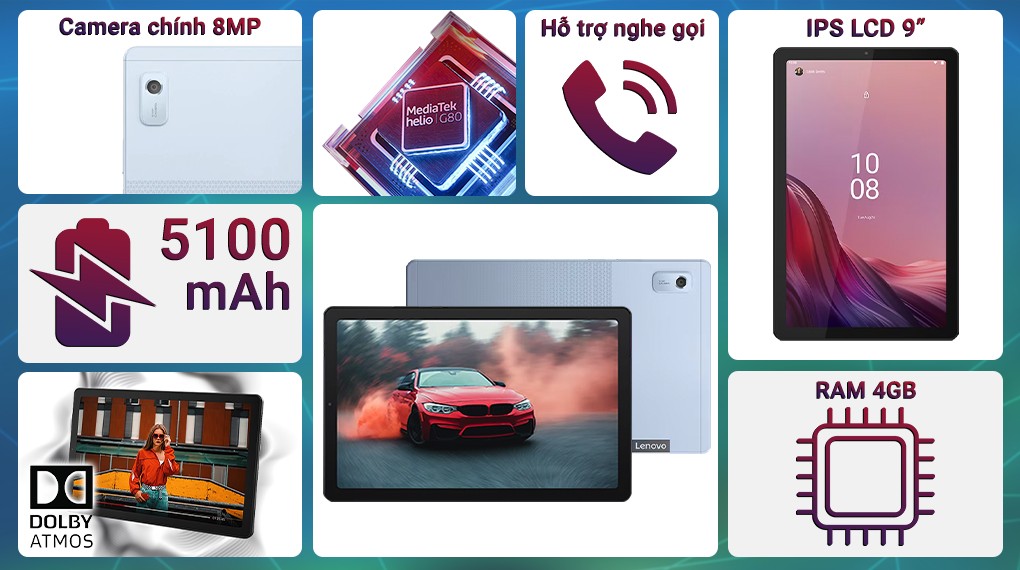 Camera chính 8MP
MediaTek
helio | G80
Hỗ trợ nghe gọi
IPS LCD 9”
10
08
5100
mAh
Lenovo
DOLBY
ATMOS
RAM 4GB